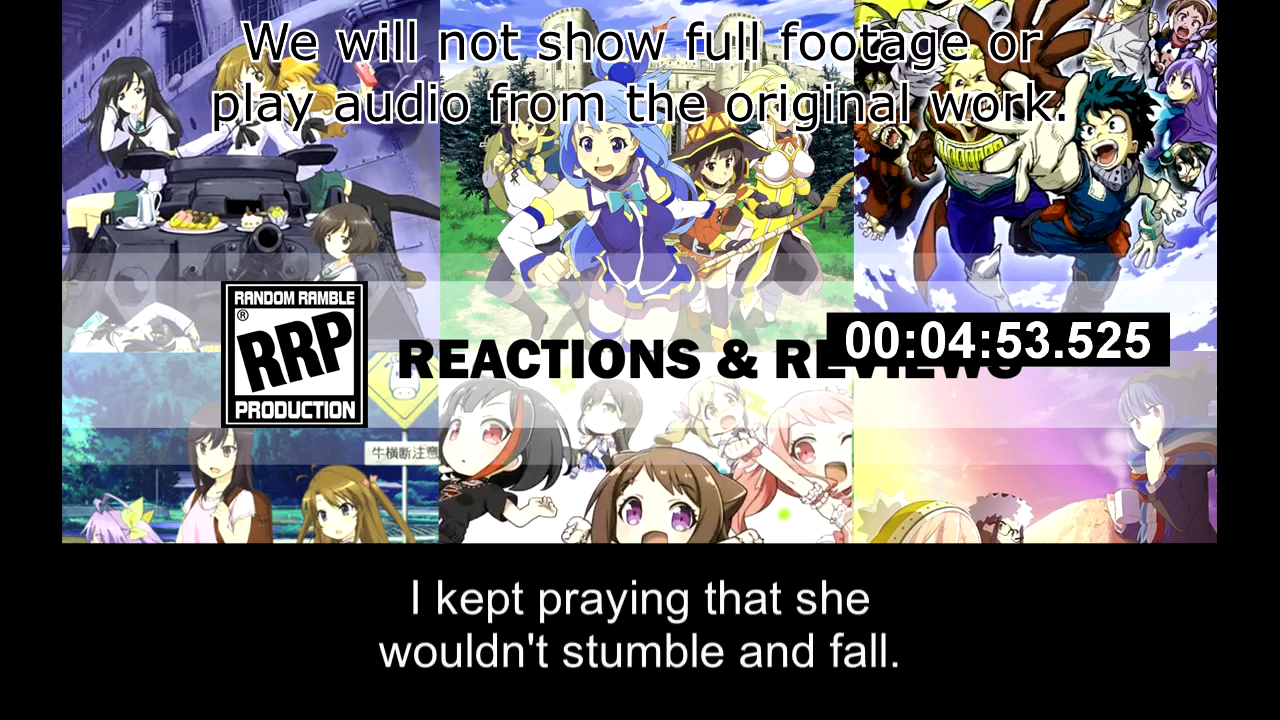 We will not show full footage or
play audio from the original work.
RANDOM RAMBLE
®
RRP
PRODUCTION
REACTIONS & REVIEWS
00:04:53.525
牛横断注意
I kept praying that she
wouldn't stumble and fall.